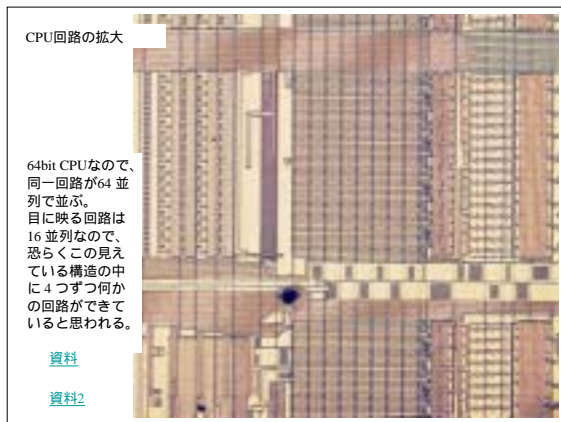 CPU回路の拡大
64bit CPUなので、
同一回路が64 並
列で並ぶ。
目に映る回路は
16 並列なので、
恐らくこの見え
ている構造の中
に 4 つずつ何か
の回路ができて
いると思われる。
資料
資料2